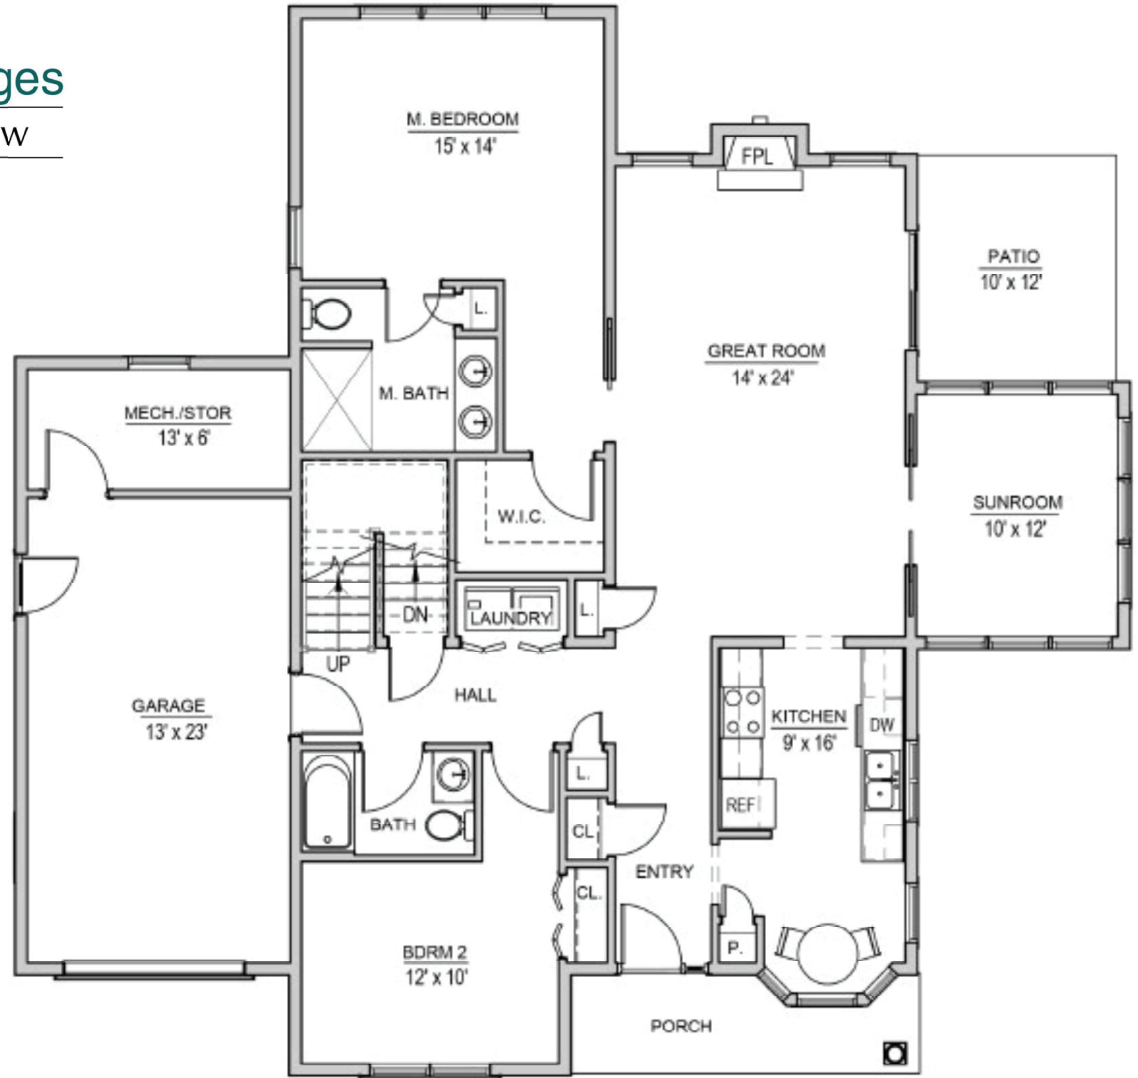 ges
w
M. BEDROOM
15' x 14'
FPL
PATIO
10' x 12'
L.
GREAT ROOM
14' x 24'
M. BATH
MECH./STOR
13' x 6'
SUNROOM
10' x 12'
W.I.C.
DN
LAUNDRY
L.
UP
HALL
GARAGE
13' x 23'
KITCHEN
9' x 16'
DW
L.
REF
BATH
CL
ENTRY
CL.
BDRM 2
12' x 10'
P.
PORCH